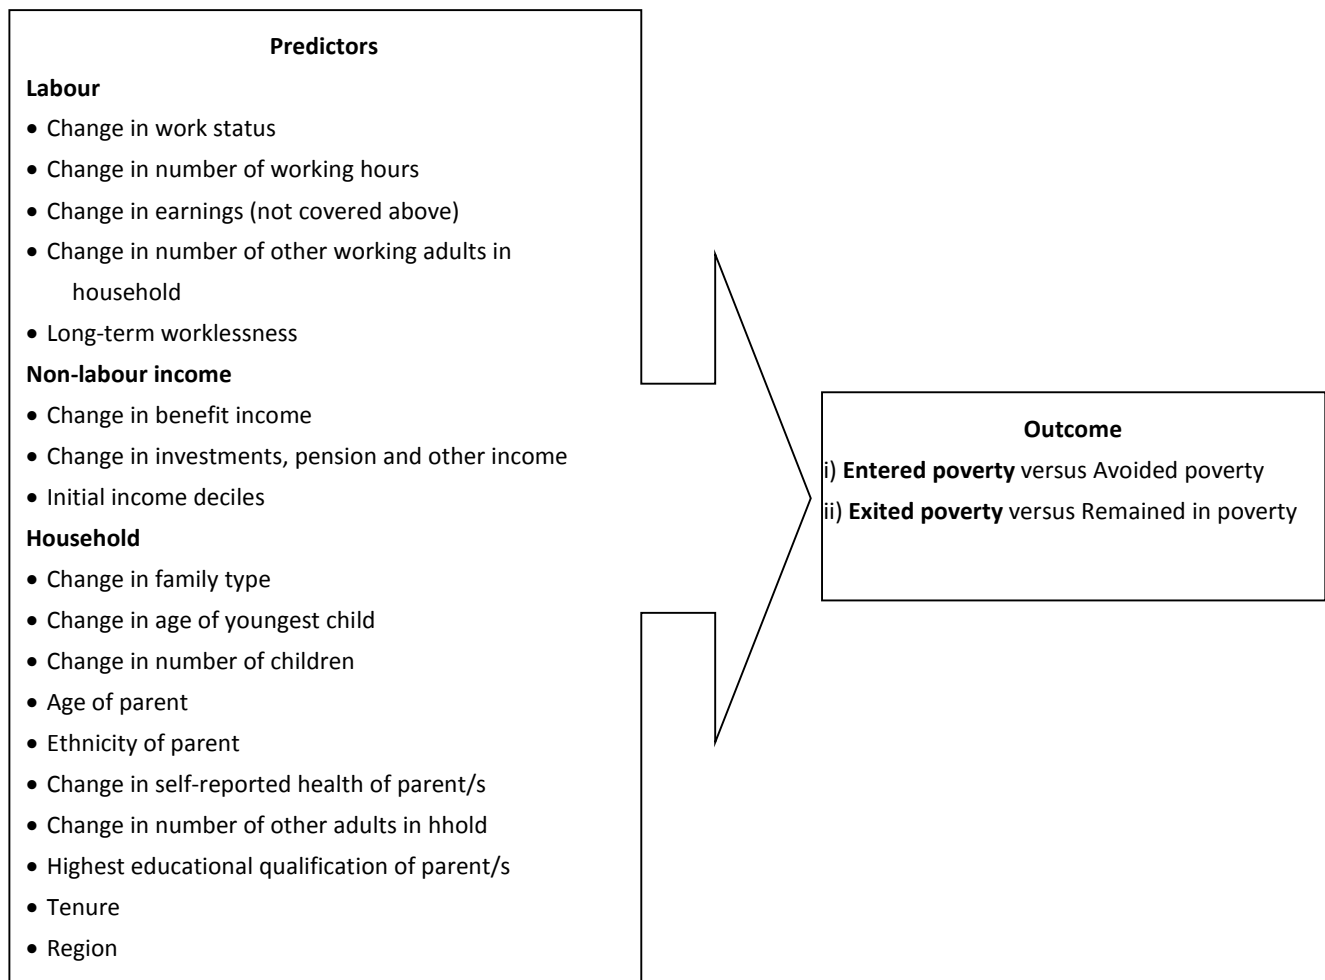 Predictors
Labour
• Change in work status
• Change in number of working hours
• Change in earnings (not covered above)
• Change in number of other working adults in
household
• Long-term worklessness
Non-labour income
• Change in benefit income
• Change in investments, pension and other income
• Initial income deciles
Household
• Change in family type
• Change in age of youngest child
• Change in number of children
• Age of parent
• Ethnicity of parent
• Change in self-reported health of parent/s
• Change in number of other adults in hhold
• Highest educational qualification of parent/s
• Tenure
• Region
Outcome
i) Entered poverty versus Avoided poverty
ii) Exited poverty versus Remained in poverty